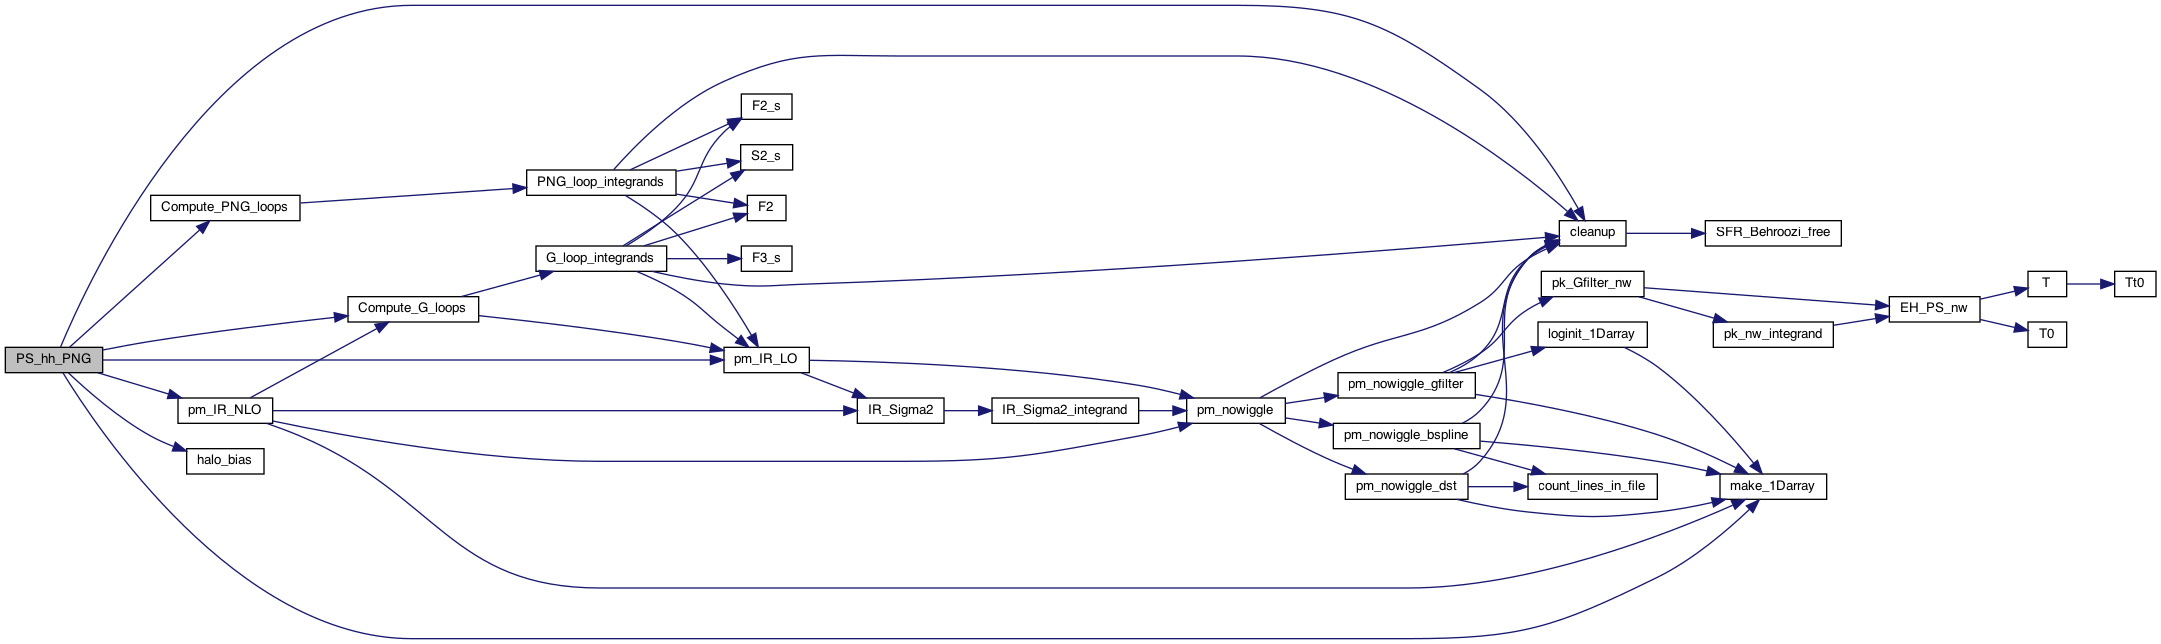 PS_hh_PNG
Compute_PNG_loops
Compute_G_loops
pm_IR_NLO
halo_bias
PNG_loop_integrands
G_loop_integrands
F2_s
S2_s
F2
F3_s
pm_IR_LO
IR_Sigma2
IR_Sigma2_integrand
pm_nowiggle
pm_nowiggle_gfilter
pm_nowiggle_bspline
pm_nowiggle_dst
cleanup
pk_Gfilter_nw
loginit_1Darray
count_lines_in_file
SFR_Behroozi_free
pk_nw_integrand
make_1Darray
EH_PS_nw
T
T0
Tt0